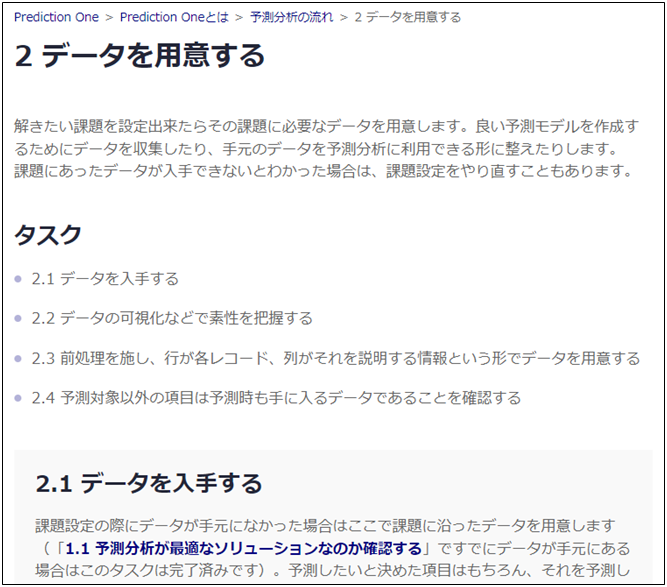 Prediction One > Prediction Oneとは > 予測分析の流れ > 2 データを用意する
2 データを用意する
解きたい課題を設定出来たらその課題に必要なデータを用意します。良い予測モデルを作成す
るためにデータを収集したり、手元のデータを予測分析に利用できる形に整えたりします。
課題にあったデータが入手できないとわかった場合は、課題設定をやり直すこともあります。
タスク
2.1 データを入手する
2.2 データの可視化などで素性を把握する
2.3 前処理を施し、行が各レコード、列がそれを説明する情報という形でデータを用意する
2.4 予測対象以外の項目は予測時も手に入るデータであることを確認する
2.1 データを入手する
課題設定の際にデータが手元になかった場合はここで課題に沿ったデータを用意します
（「1.1 予測分析が最適なソリューションなのか確認する」ですでにデータが手元にある
場合はこのタスクは完了済みです）。予測したいと決めた項目はもちろん、それを予測し